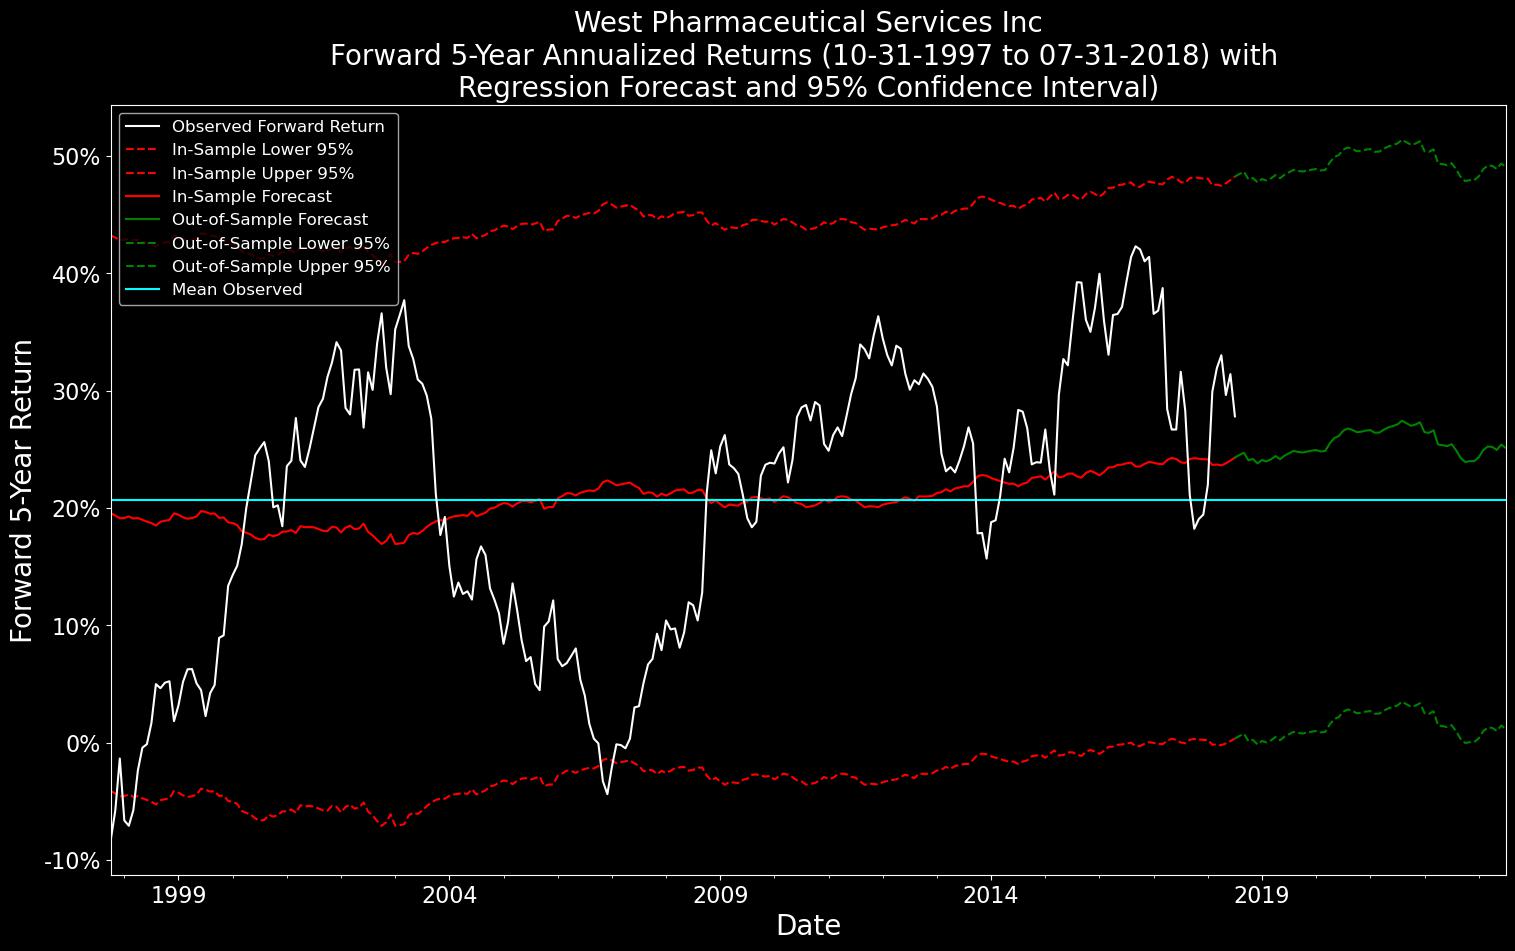 West Pharmaceutical Services Inc
Forward 5-Year Annualized Returns (10-31-1997 to 07-31-2018) with
Regression Forecast and 95% Confidence Interval)
Observed Forward Return
In-Sample Lower 95%
In-Sample Upper 95%
In-Sample Forecast
Out-of-Sample Forecast
Out-of-Sample Lower 95%
Out-of-Sample Upper 95%
Mean Observed
Forward 5-Year Return
50%
40%
30%
20%
10%
0%
-10%
1999 2004 2009 2014 2019
Date